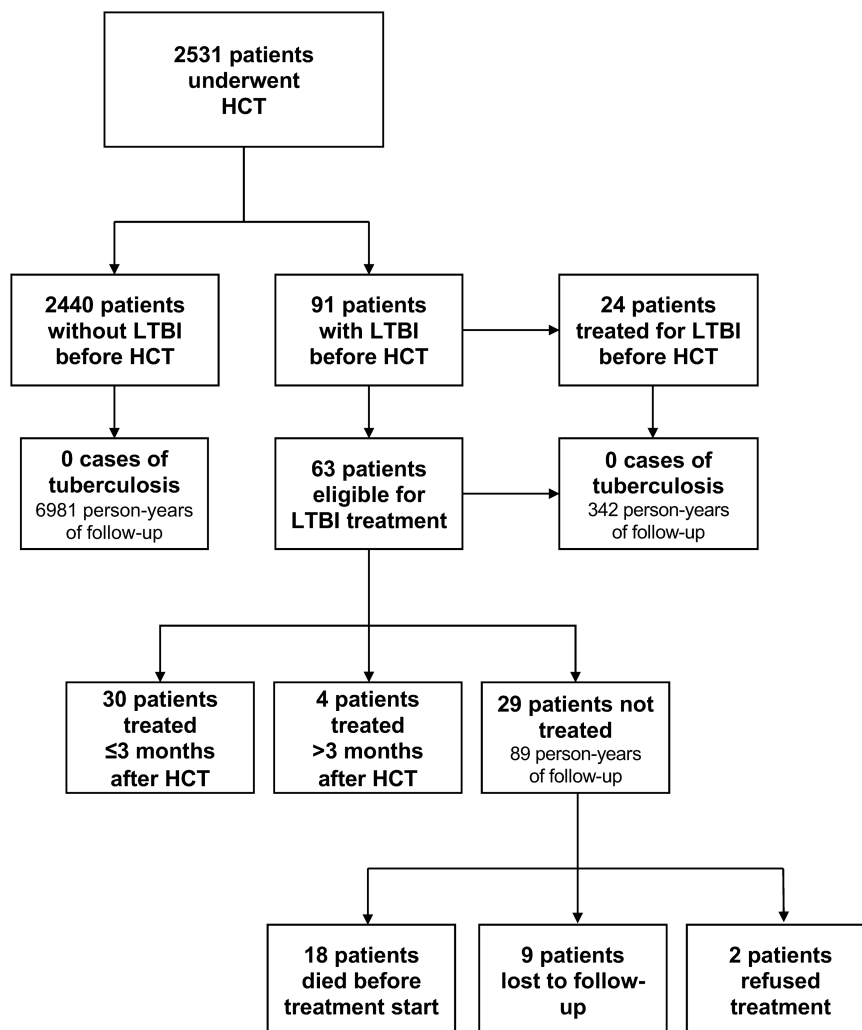 2531 patients
underwent
HCT
2440 patients
without LTBI
before HCT
91 patients
with LTBI
before HCT
24 patients
treated for LTBI
before HCT
0 cases of
tuberculosis
6981 person-years
of follow-up
63 patients
eligible for
LTBI treatment
0 cases of
tuberculosis
342 person-years
of follow-up
30 patients
treated
≤3 months
after HCT
4 patients
treated
>3 months
after HCT
29 patients not
treated
89 person-years
of follow-up
18 patients
died before
treatment start
9 patients
lost to follow-
up
2 patients
refused
treatment